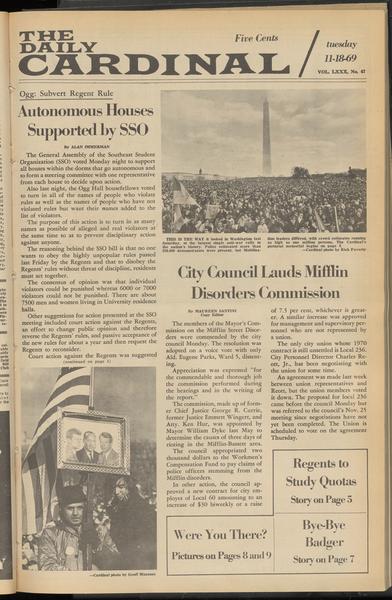 THE
DAILY
CARDINAL
Five Cents
tuesday
11-18-69
VOL. LXXX, No. 47
Ogg: Subvert Regent Rule
Autonomous Houses
Supported by SSO
By ALAN IMMERMAN
The General Assembly of the Southeast Student
Organization (SSO) voted Monday night to support
all houses within the dorms that go autonomous and
to form a steering committee with one representative
from each house to decide upon action.
Also last night, the Ogg Hall housefellows voted
to turn in all of the names of people who violate
rules as well as the names of people who have not
violated rules but want their names added to the
list of violators.
The purpose of this action is to turn in as many
names as possible of alleged and real violators at
the same time so as to prevent disciplinary action
against anyone.
The reasoning behind the SSO bill is that no one
wants to obey the highly unpopular rules passed
last Friday by the Regents and that to disobey the
Regents' rules without threat of discipline, residents
must act together.
The consensus of opinion was that individual
violators could be punished whereas 6000 or 7000
violators could not be punished. There are about
7500 men and women living in University residence
halls.
Other suggestions for action presented at the SSO
meeting included court action against the Regents,
an effort to change public opinion and therefore
reverse the Regents' rules, and passive acceptance of
the new rules for about a year and then request the
Regents to reconsider.
Court action against the Regents was suggested
(continued on page 1)
—Cardinal photo by Geoff Manasse
THIS IS THE WAY it looked in Washington last
Saturday, at the largest single anti-war rally in
the nation's history. Police estimated more than
250,000 demonstrators were present, but Mobiliza-
tion leaders differed, with crowd estimates running
as high as one million persons. The Cardinal's
pictorial memorial begins on page
—Cardinal photo by Rich Faverty
City Council Lauds Mifflin
Disorders Commission
By MAUREEN SANTINI
Copy Editor
The members of the Mayor's Com-
mission on the Mifflin Street Disor-
ders were commended by the city
council Monday. The resolution was
adopted on a voice vote with only
Ald. Eugene Parks, Ward 5, dissent-
ing.
Appreciation was expressed "for
the commendable and thorough job
the commission performed during
the hearings and in the writing of
the report."
The commission, made up of form-
er Chief Justice George R. Currie,
former Justice Emmert Wingert, and
Atty. Ken Hur, was appointed by
Mayor William Dyke last May to
determine the causes of three days of
rioting in the Mifflin-Bassett area.
The council appropriated two
thousand dollars to the Workmen's
Compensation Fund to pay claims of
police officers stemming from the
Mifflin disorders.
In other action, the council ap-
proved a new contract for city em-
ployes of Local 60 amounting to an
increase of $30 biweekly or a raise
of 7.5 per cent, whichever is great-
er. A similar increase was approved
for management and supervisory per-
sonnel who are not represented by
a union.
The only city union whose 1970
contract is still unsettled is Local 236.
City Personnel Director Charles Re-
ott, Jr., has been negotiating with
the union for some time.
An agreement was made last week
between union representatives and
Reott, but the union members voted
it down. The proposal for local 236
came before the council Monday but
was referred to the council's Nov. 25
meeting since negotiations have not
yet been completed. The Union is
scheduled to vote on the agreement
Thursday.
Were You There?
Pictures on Pages 8 and 9
Regents to
Study Quotas
Story on Page 5
Bye-Bye
Badger
Story on Page 7